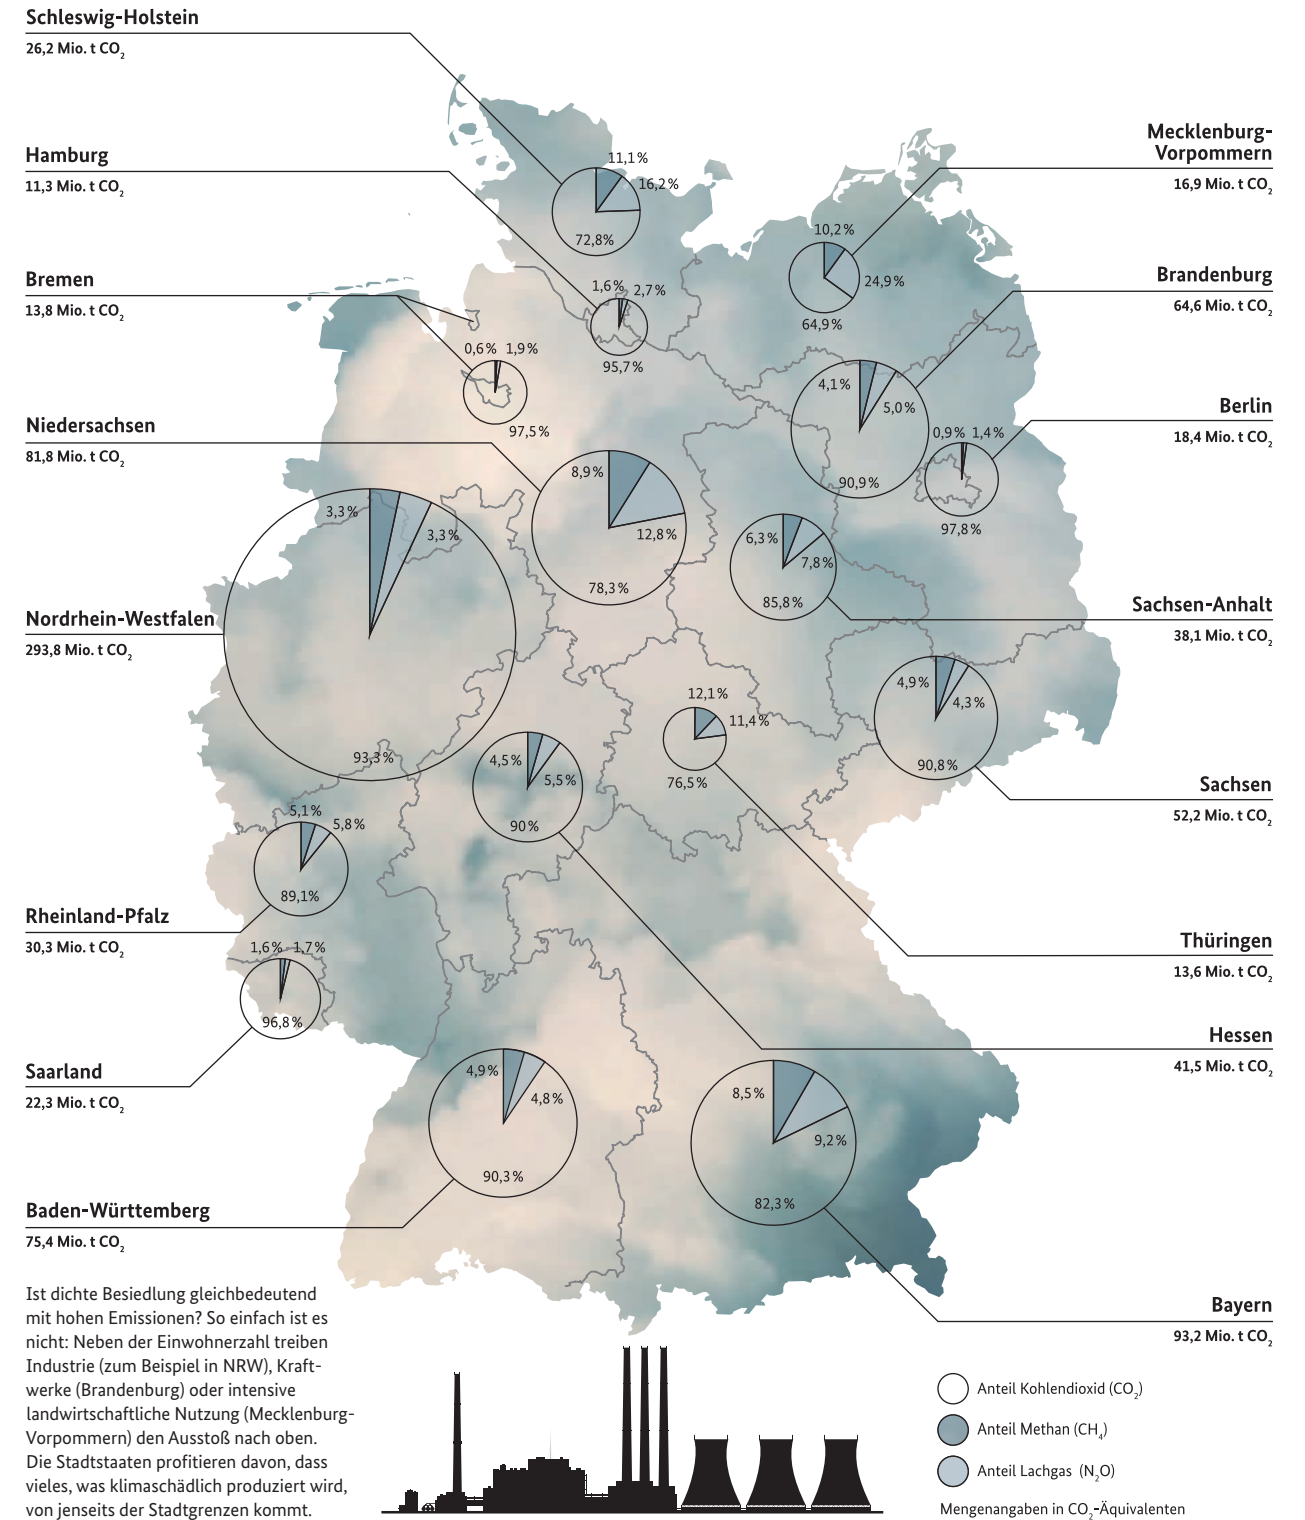 Schleswig-Holstein
26,2 Mio. t CO₂
11,1 %
16,2 %
72,8 %
Hamburg
11,3 Mio. t CO₂
1,6 %
2,7 %
95,7 %
Bremen
13,8 Mio. t CO₂
0,6 %
1,9 %
97,5 %
Niedersachsen
81,8 Mio. t CO₂
8,9 %
12,8 %
78,3 %
Nordrhein-Westfalen
293,8 Mio. t CO₂
3,3 %
3,3 %
93,3 %
Rheinland-Pfalz
30,3 Mio. t CO₂
5,1 %
5,8 %
89,1 %
Saarland
22,3 Mio. t CO₂
1,6 %
1,7 %
96,8 %
Baden-Württemberg
75,4 Mio. t CO₂
4,9 %
4,8 %
90,3 %
Mecklenburg-
Vorpommern
16,9 Mio. t CO₂
10,2 %
24,9 %
64,9 %
Brandenburg
64,6 Mio. t CO₂
4,1 %
5,0 %
90,9 %
Berlin
18,4 Mio. t CO₂
0,9 %
1,4 %
97,8 %
Sachsen-Anhalt
38,1 Mio. t CO₂
6,3 %
7,8 %
85,8 %
Sachsen
52,2 Mio. t CO₂
4,9 %
4,3 %
90,8 %
Thüringen
13,6 Mio. t CO₂
12,1 %
11,4 %
76,5 %
Hessen
41,5 Mio. t CO₂
4,5 %
5,5 %
90 %
Bayern
93,2 Mio. t CO₂
8,5 %
9,2 %
82,3 %
Ist dichte Besiedlung gleichbedeutend
mit hohen Emissionen? So einfach ist es
nicht: Neben der Einwohnerzahl treiben
Industrie (zum Beispiel in NRW), Kraft-
werke (Brandenburg) oder intensive
landwirtschaftliche Nutzung (Mecklenburg-
Vorpommern) den Ausstoß nach oben.
Die Stadtstaaten profitieren davon, dass
vieles, was klimaschädlich produziert wird,
von jenseits der Stadtgrenzen kommt.
Anteil Kohlendioxid (CO₂)
Anteil Methan (CH₄)
Anteil Lachgas (N₂O)
Mengenangaben in CO₂-Äquivalenten